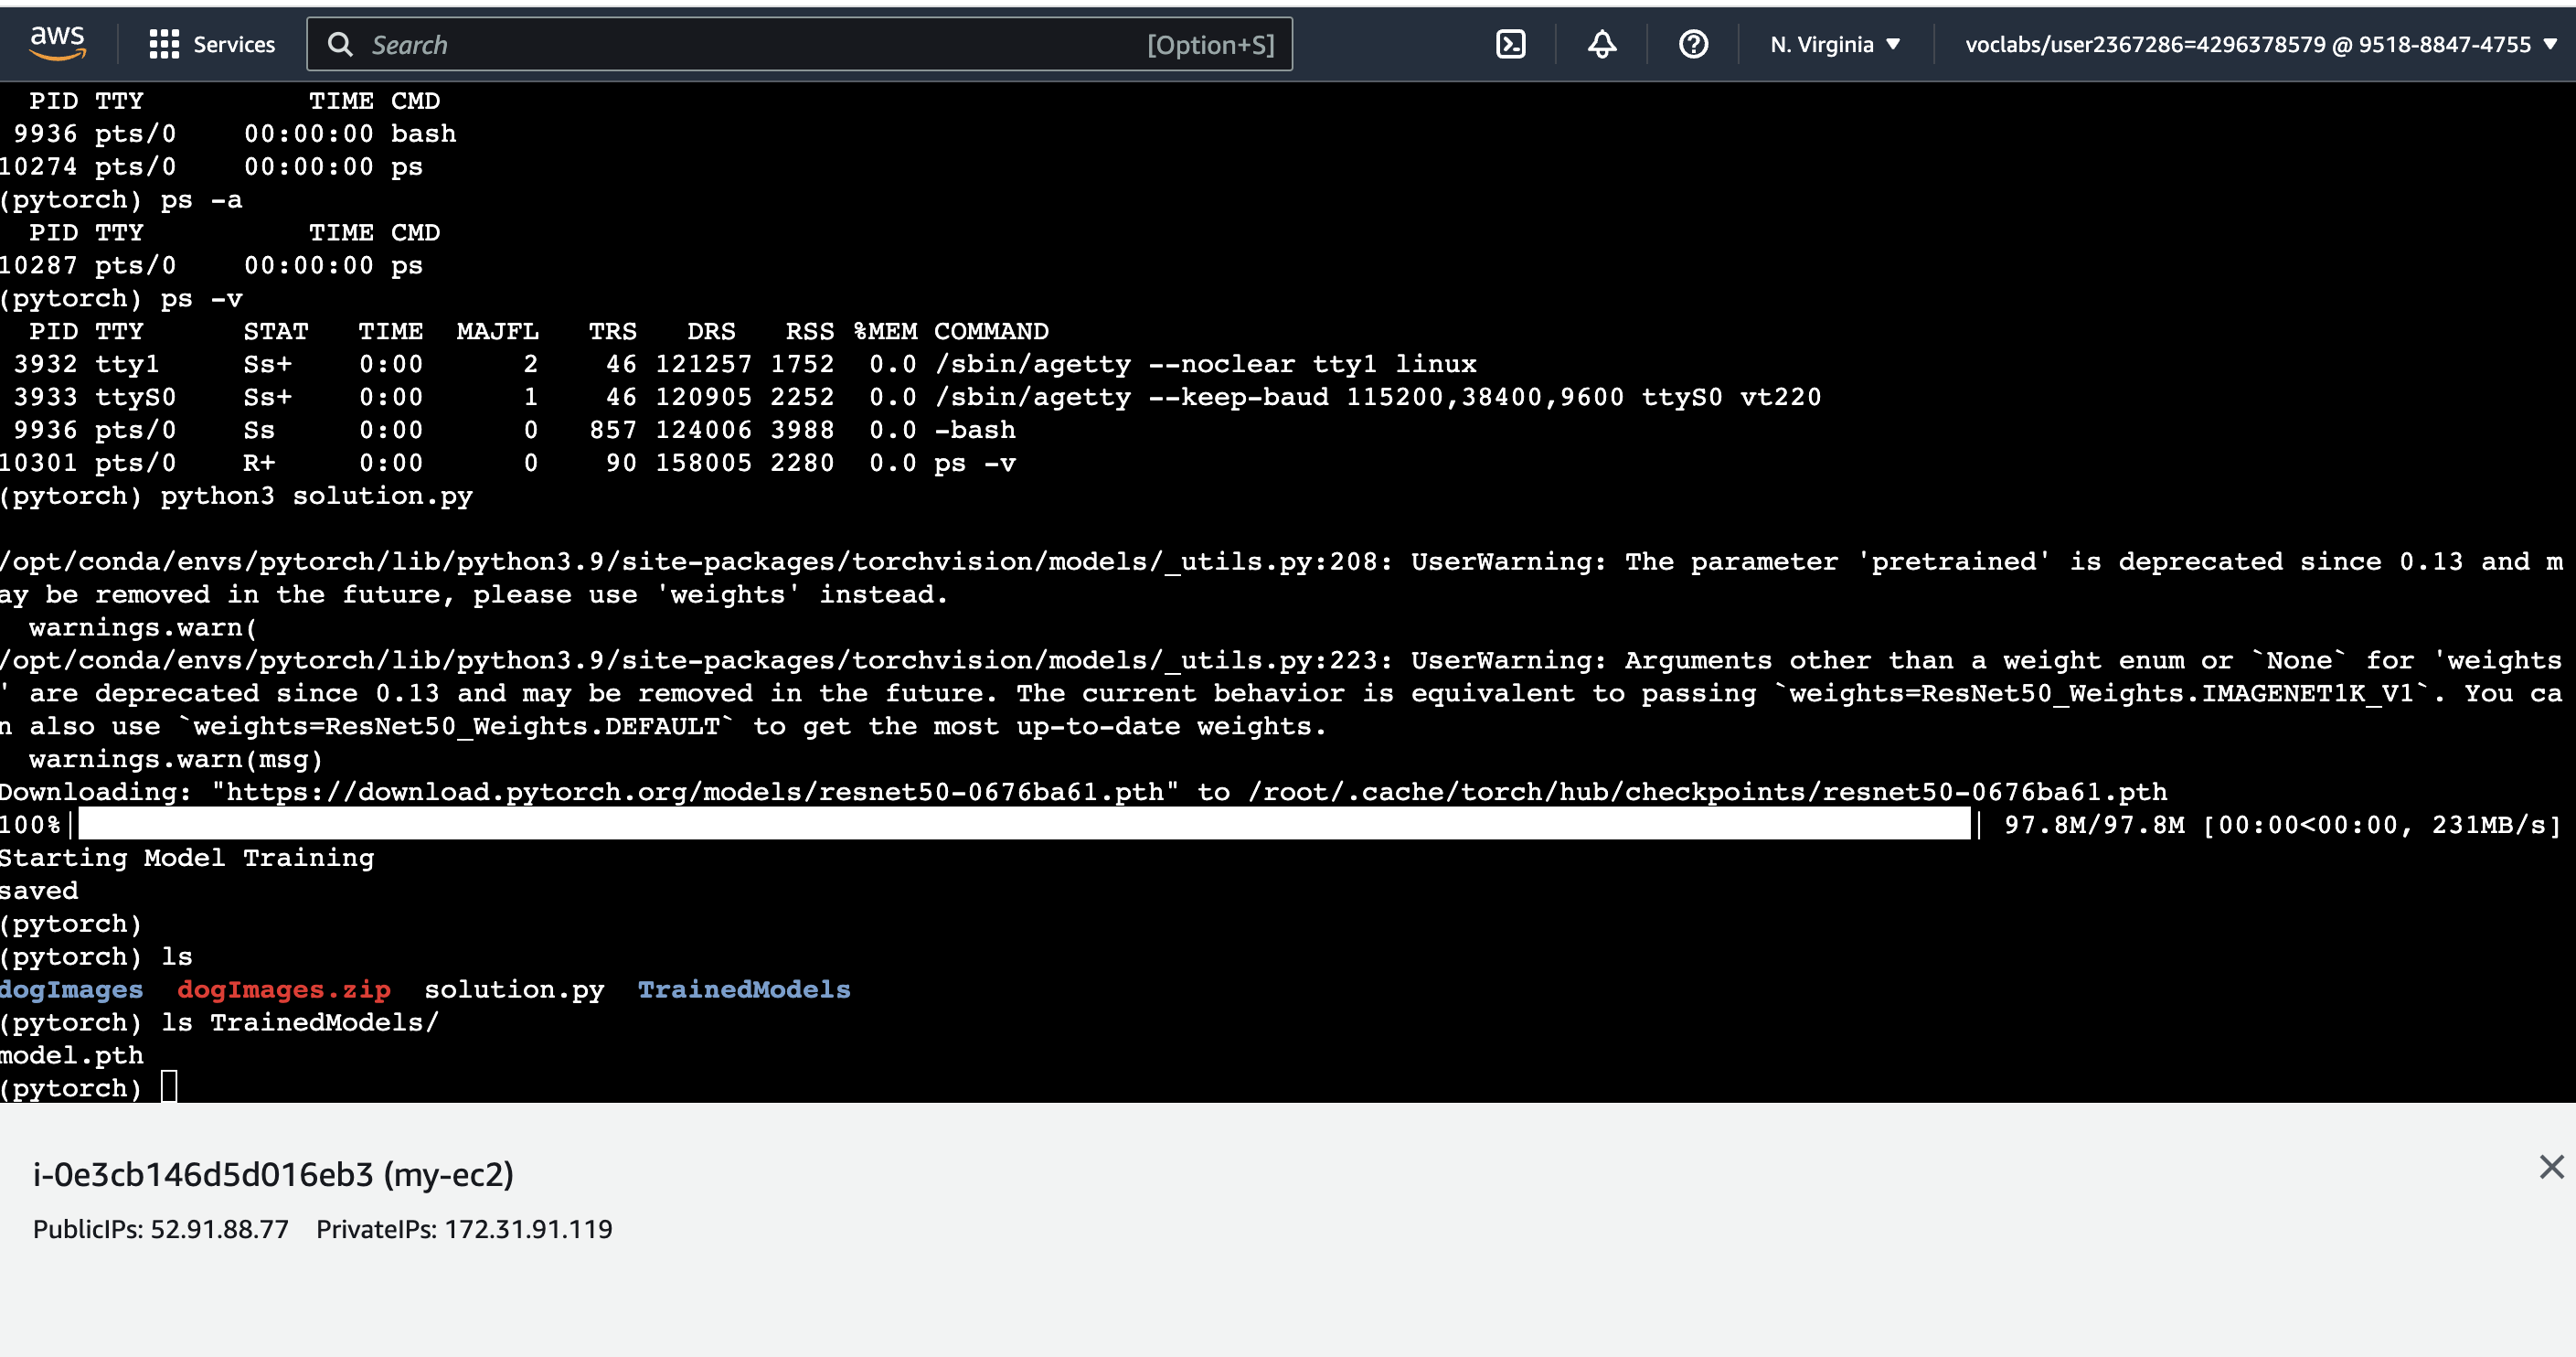 aws Services Search [Option+S] N. Virginia ▼ voclabs/user2367286=4296378579 @ 9518-8847-4755 ▼
  PID TTY          TIME CMD
 9936 pts/0    00:00:00 bash
10274 pts/0    00:00:00 ps
(pytorch) ps -a
  PID TTY          TIME CMD
10287 pts/0    00:00:00 ps
(pytorch) ps -v
  PID TTY      STAT   TIME  MAJFL   TRS   DRS   RSS %MEM COMMAND
 3932 tty1     Ss+    0:00      2    46 121257 1752  0.0 /sbin/agetty --noclear tty1 linux
 3933 ttyS0    Ss+    0:00      1    46 120905 2252  0.0 /sbin/agetty --keep-baud 115200,38400,9600 ttyS0 vt220
 9936 pts/0    Ss     0:00      0   857 124006 3988  0.0 -bash
10301 pts/0    R+     0:00      0    90 158005 2280  0.0 ps -v
(pytorch) python3 solution.py
/opt/conda/envs/pytorch/lib/python3.9/site-packages/torchvision/models/_utils.py:208: UserWarning: The parameter 'pretrained' is deprecated since 0.13 and m
ay be removed in the future, please use 'weights' instead.
  warnings.warn(
/opt/conda/envs/pytorch/lib/python3.9/site-packages/torchvision/models/_utils.py:223: UserWarning: Arguments other than a weight enum or `None` for 'weights
' are deprecated since 0.13 and may be removed in the future. The current behavior is equivalent to passing `weights=ResNet50_Weights.IMAGENET1K_V1`. You ca
n also use `weights=ResNet50_Weights.DEFAULT` to get the most up-to-date weights.
  warnings.warn(msg)
Downloading: "https://download.pytorch.org/models/resnet50-0676ba61.pth" to /root/.cache/torch/hub/checkpoints/resnet50-0676ba61.pth
100%| | 97.8M/97.8M [00:00<00:00, 231MB/s]
Starting Model Training
saved
(pytorch)
(pytorch) ls
dogImages  dogImages.zip  solution.py  TrainedModels
(pytorch) ls TrainedModels/
model.pth
(pytorch)
i-0e3cb146d5d016eb3 (my-ec2)
PublicIPs: 52.91.88.77 PrivateIPs: 172.31.91.119